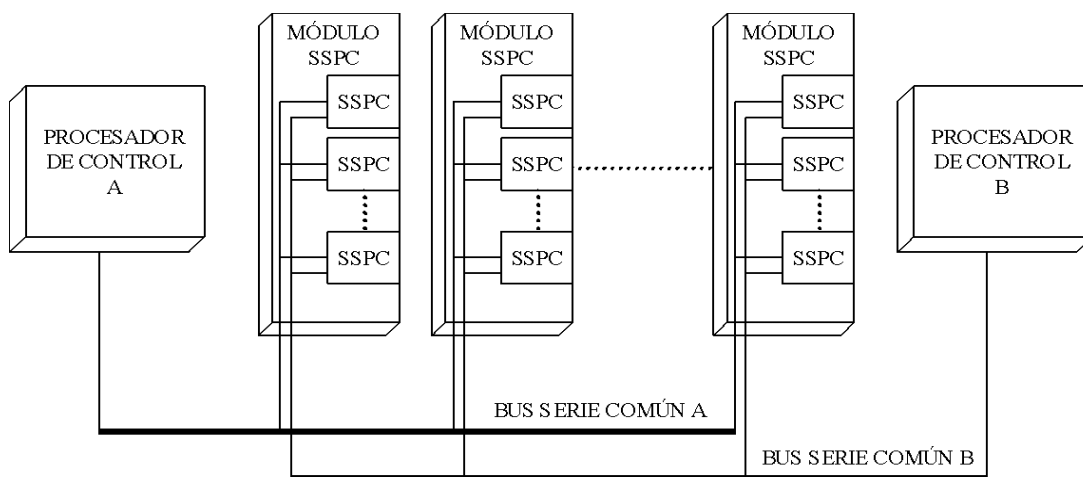 MÓDULO
SSPC
SSPC
SSPC
SSPC
MÓDULO
SSPC
SSPC
SSPC
SSPC
MÓDULO
SSPC
SSPC
SSPC
SSPC
PROCESADOR
DE CONTROL
A
PROCESADOR
DE CONTROL
B
BUS SERIE COMÚN A
BUS SERIE COMÚN B